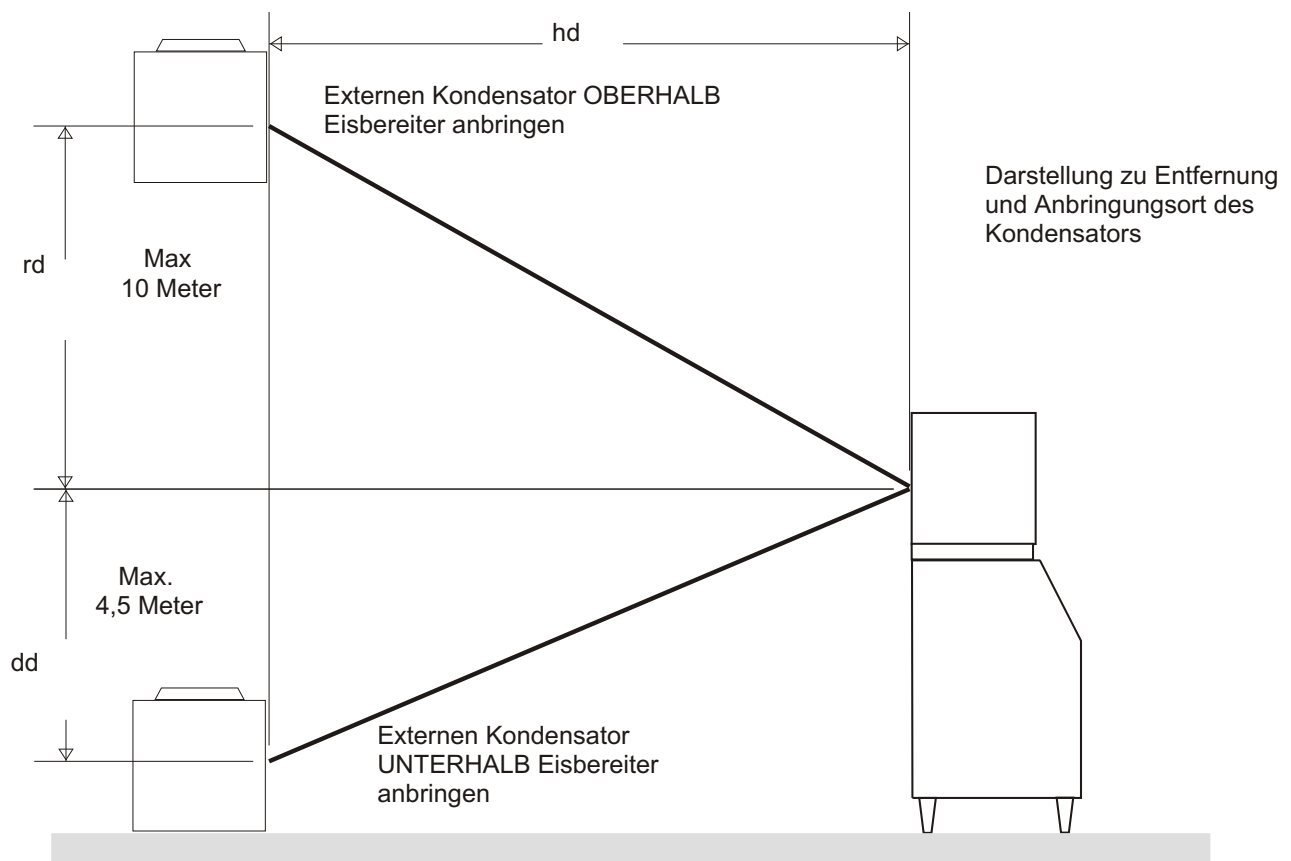 hd
Externen Kondensator OBERHALB
Eisbereiter anbringen
Darstellung zu Entfernung
und Anbringungsort des
Kondensators
rd
Max
10 Meter
Max.
4,5 Meter
dd
Externen Kondensator
UNTERHALB Eisbereiter
anbringen